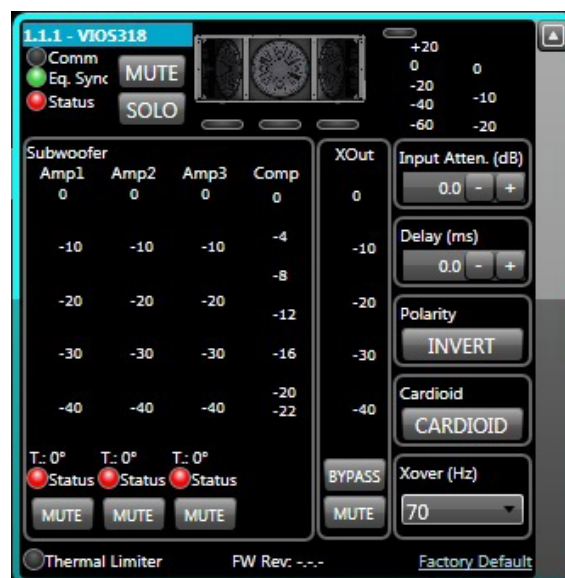 1.1.1 - VIOS318
Comm
Eq. Sync
Status
MUTE
SOLO
+20
0
-20
-40
-60
0
-10
-20
Subwoofer
Amp1 Amp2 Amp3 Comp
0 0 0 0
-4
-10 -10 -10
-8
-20 -20 -20
-12
-30 -30 -30 -16
-20
-40 -40 -40 -22
T.: 0° T.: 0° T.: 0°
Status Status Status
MUTE MUTE MUTE
XOut
0
-10
-20
-30
-40
BYPASS
MUTE
Input Atten. (dB)
0.0 - +
Delay (ms)
0.0 - +
Polarity
INVERT
Cardioid
CARDIOID
Xover (Hz)
70
Thermal Limiter FW Rev: -.-.- Factory Default